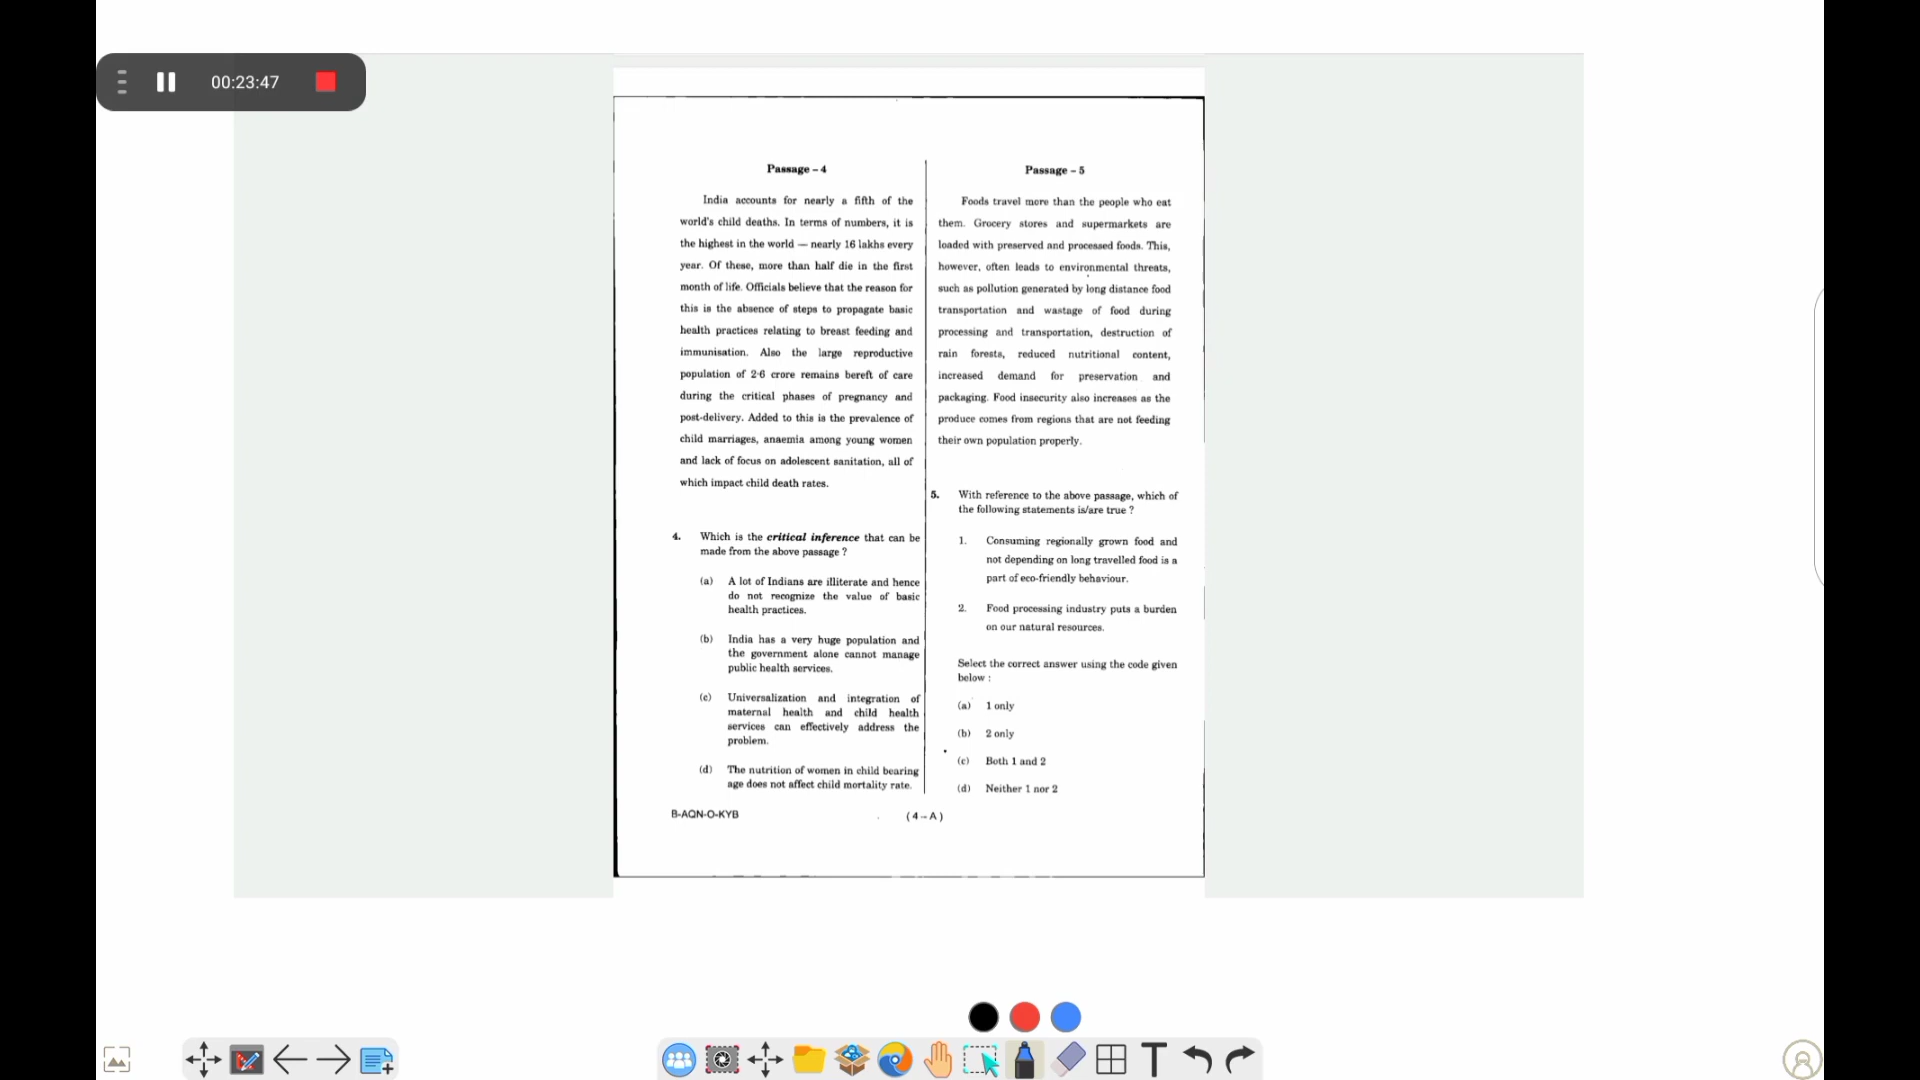 00:23:47
Passage – 4
India accounts for nearly a fifth of the
world's child deaths. In terms of numbers, it is
the highest in the world — nearly 16 lakhs every
year. Of these, more than half die in the first
month of life. Officials believe that the reason for
this is the absence of steps to propagate basic
health practices relating to breast feeding and
immunisation. Also the large reproductive
population of 2·6 crore remains bereft of care
during the critical phases of pregnancy and
post-delivery. Added to this is the prevalence of
child marriages, anaemia among young women
and lack of focus on adolescent sanitation, all of
which impact child death rates.
4. Which is the critical inference that can be
made from the above passage ?
(a) A lot of Indians are illiterate and hence
do not recognize the value of basic
health practices.
(b) India has a very huge population and
the government alone cannot manage
public health services.
(c) Universalization and integration of
maternal health and child health
services can effectively address the
problem.
(d) The nutrition of women in child bearing
age does not affect child mortality rate.
Passage – 5
Foods travel more than the people who eat
them. Grocery stores and supermarkets are
loaded with preserved and processed foods. This,
however, often leads to environmental threats,
such as pollution generated by long distance food
transportation and wastage of food during
processing and transportation, destruction of
rain forests, reduced nutritional content,
increased demand for preservation and
packaging. Food insecurity also increases as the
produce comes from regions that are not feeding
their own population properly.
5. With reference to the above passage, which of
the following statements is/are true ?
1. Consuming regionally grown food and
not depending on long travelled food is a
part of eco-friendly behaviour.
2. Food processing industry puts a burden
on our natural resources.
Select the correct answer using the code given
below :
(a) 1 only
(b) 2 only
(c) Both 1 and 2
(d) Neither 1 nor 2
B-AQN-O-KYB
( 4 – A )
T